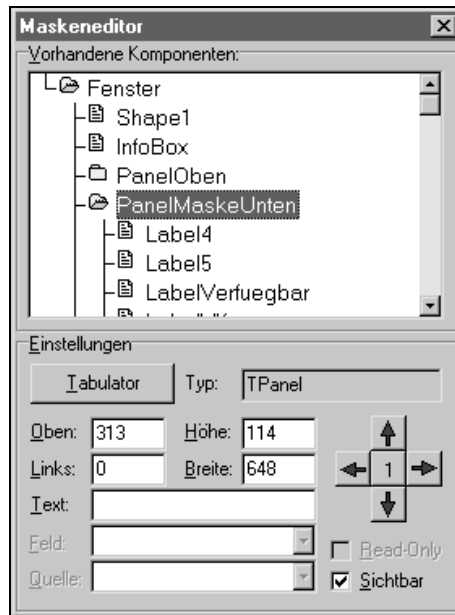 Maskeneditor
Vorhandene Komponenten:
Fenster
Shape1
InfoBox
PanelOben
PanelMaskeUnten
Label4
Label5
LabelVerfuegbar
Einstellungen
Tabulator Typ: TPanel
Oben: 313 Höhe: 114
Links: 0 Breite: 648 1
Text:
Feld: Read-Only
Quelle: Sichtbar